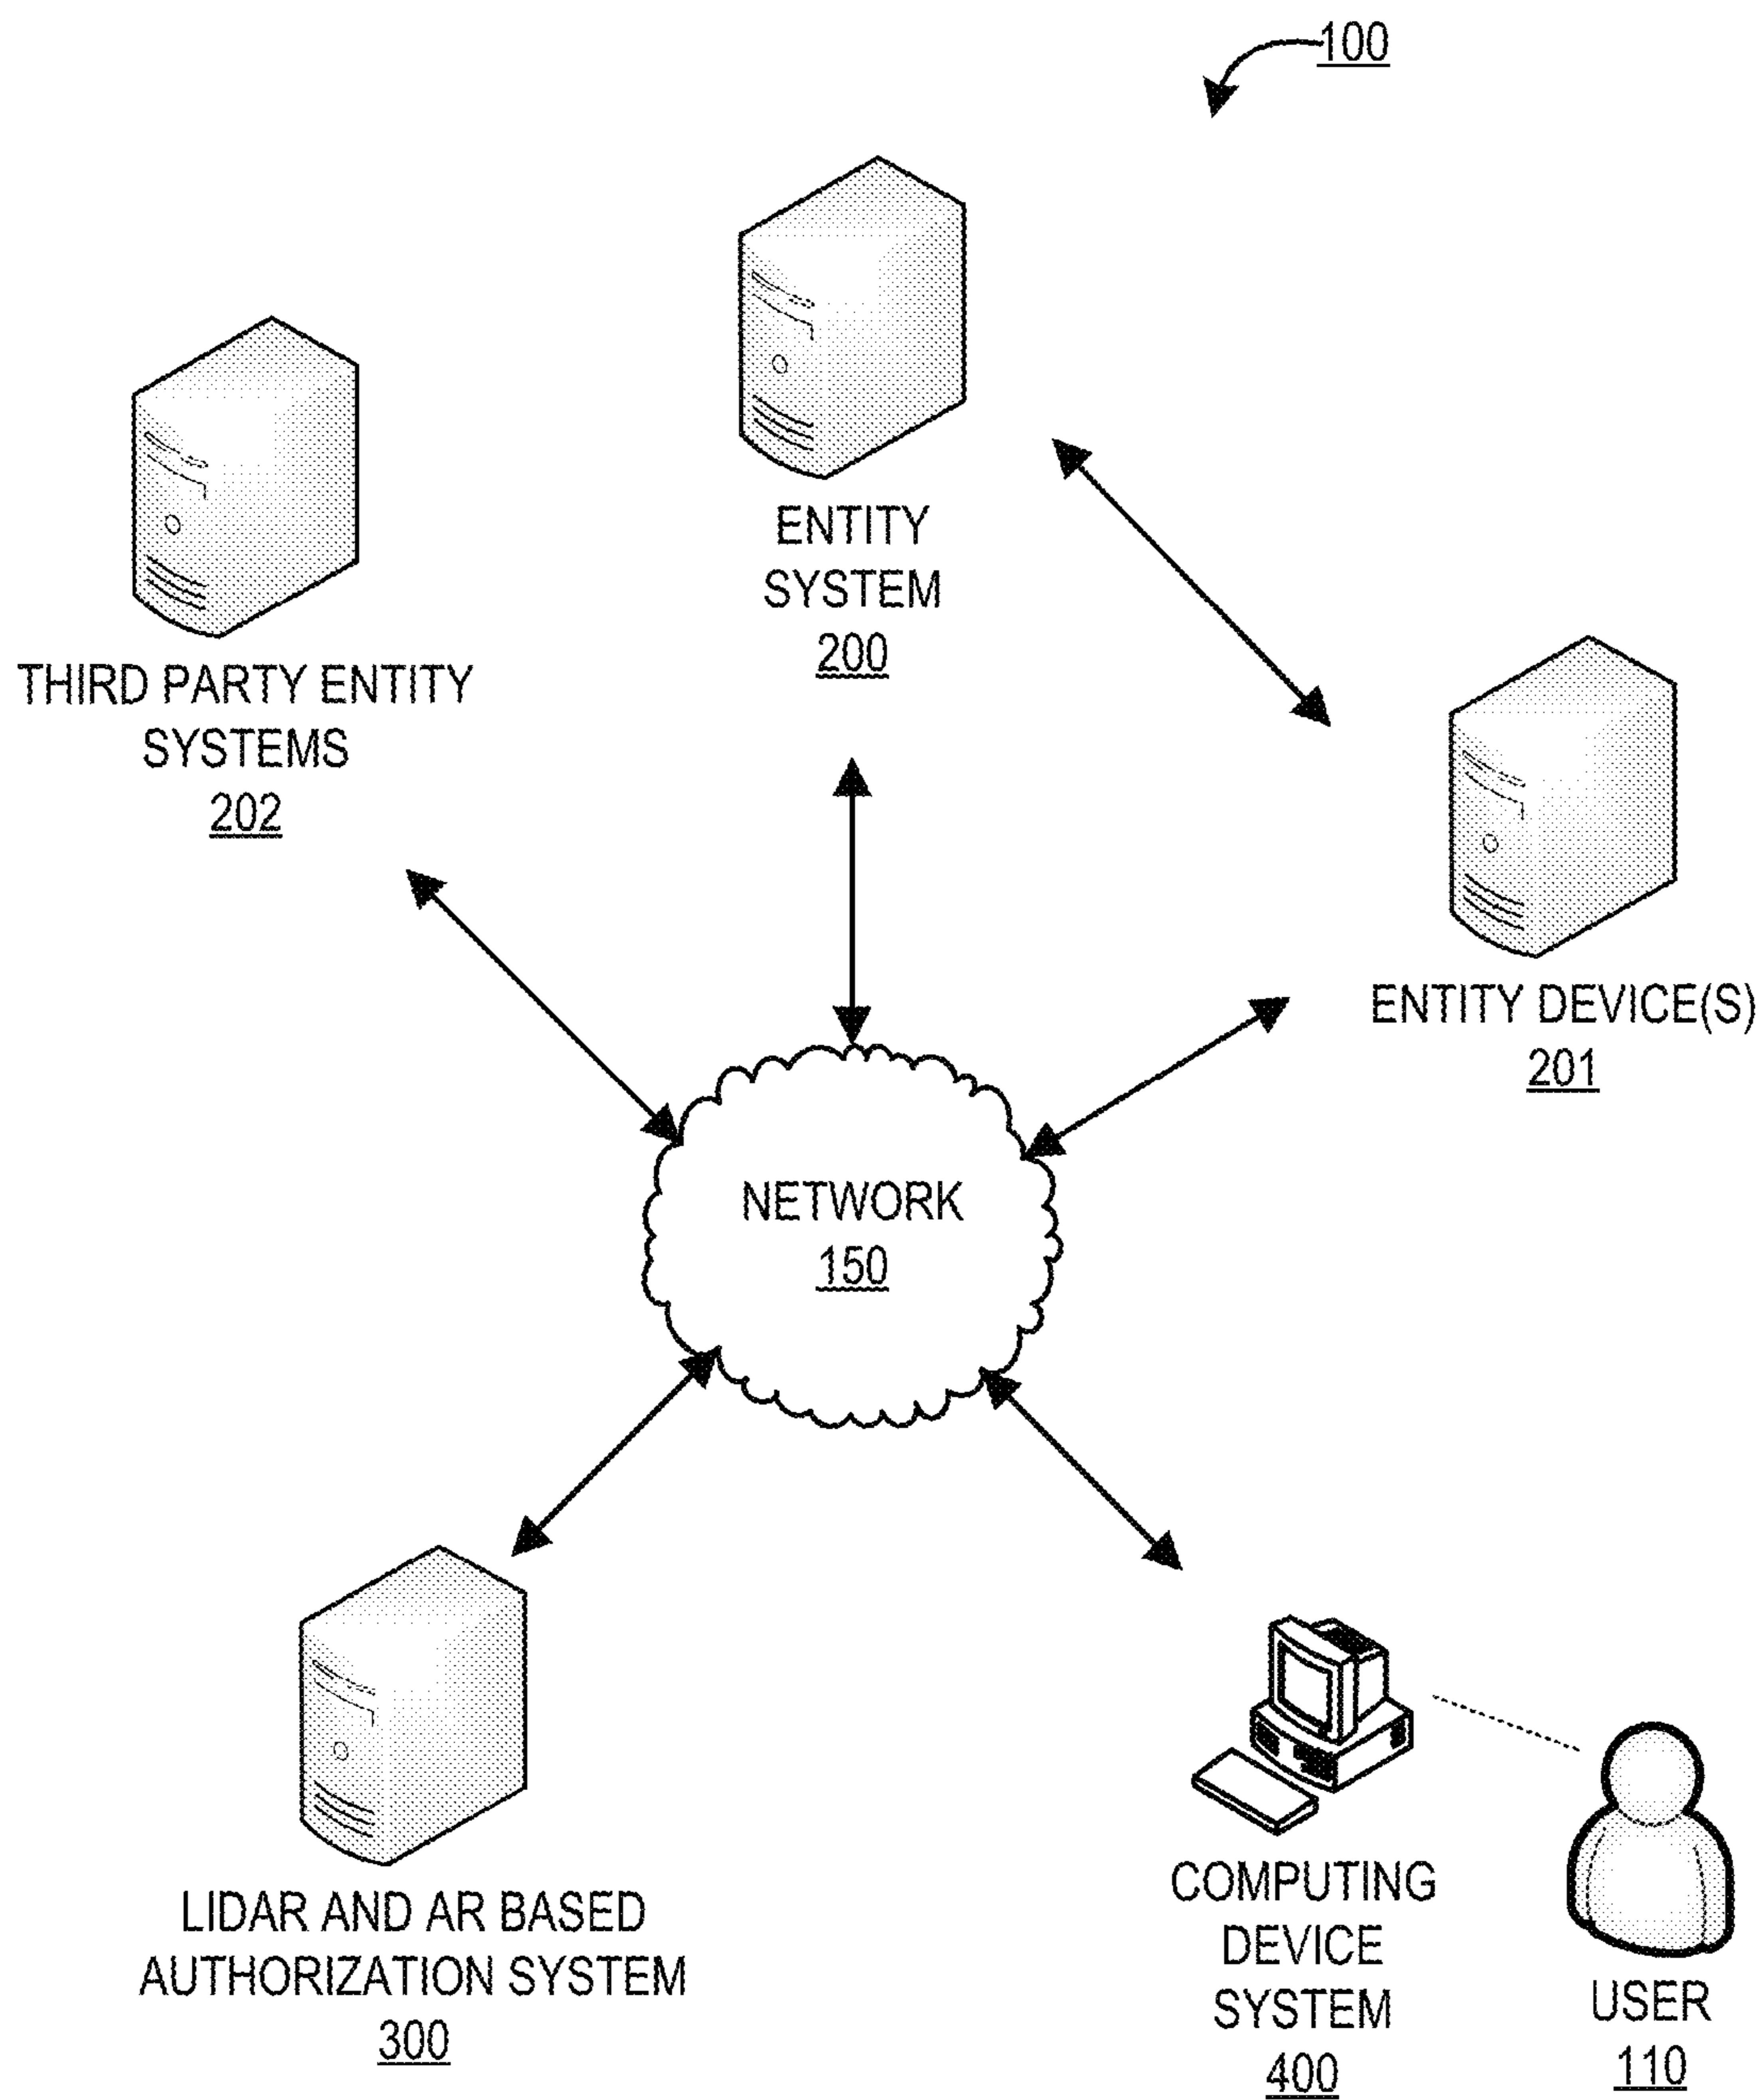 100
ENTITY
SYSTEM
200
THIRD PARTY ENTITY
SYSTEMS
202
ENTITY DEVICE(S)
201
NETWORK
150
LIDAR AND AR BASED
AUTHORIZATION SYSTEM
300
COMPUTING
DEVICE
SYSTEM
400
USER
110